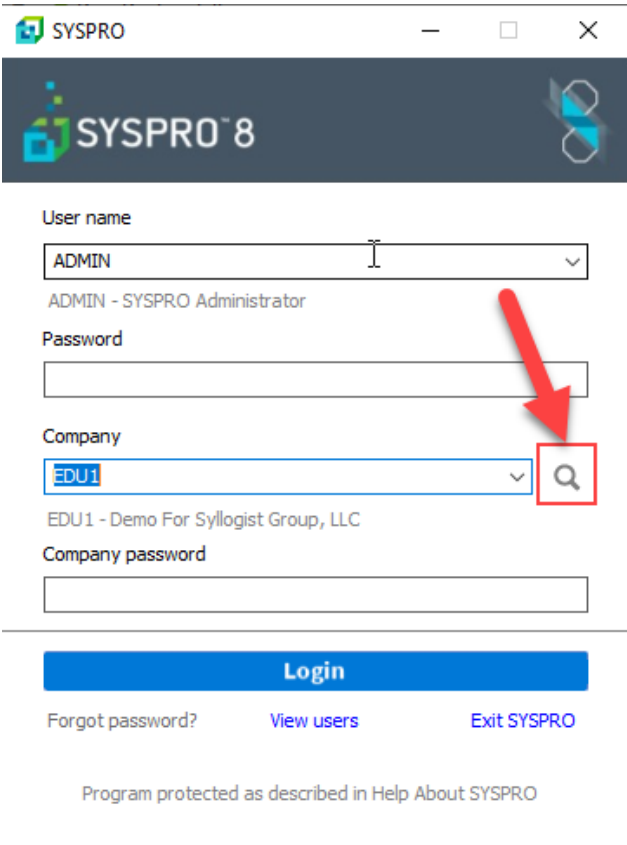 SYSPRO
SYSPRO™ 8
User name
ADMIN
ADMIN - SYSPRO Administrator
Password
Company
EDU1
EDU1 - Demo For Syllogist Group, LLC
Company password
Login
Forgot password? View users Exit SYSPRO
Program protected as described in Help About SYSPRO